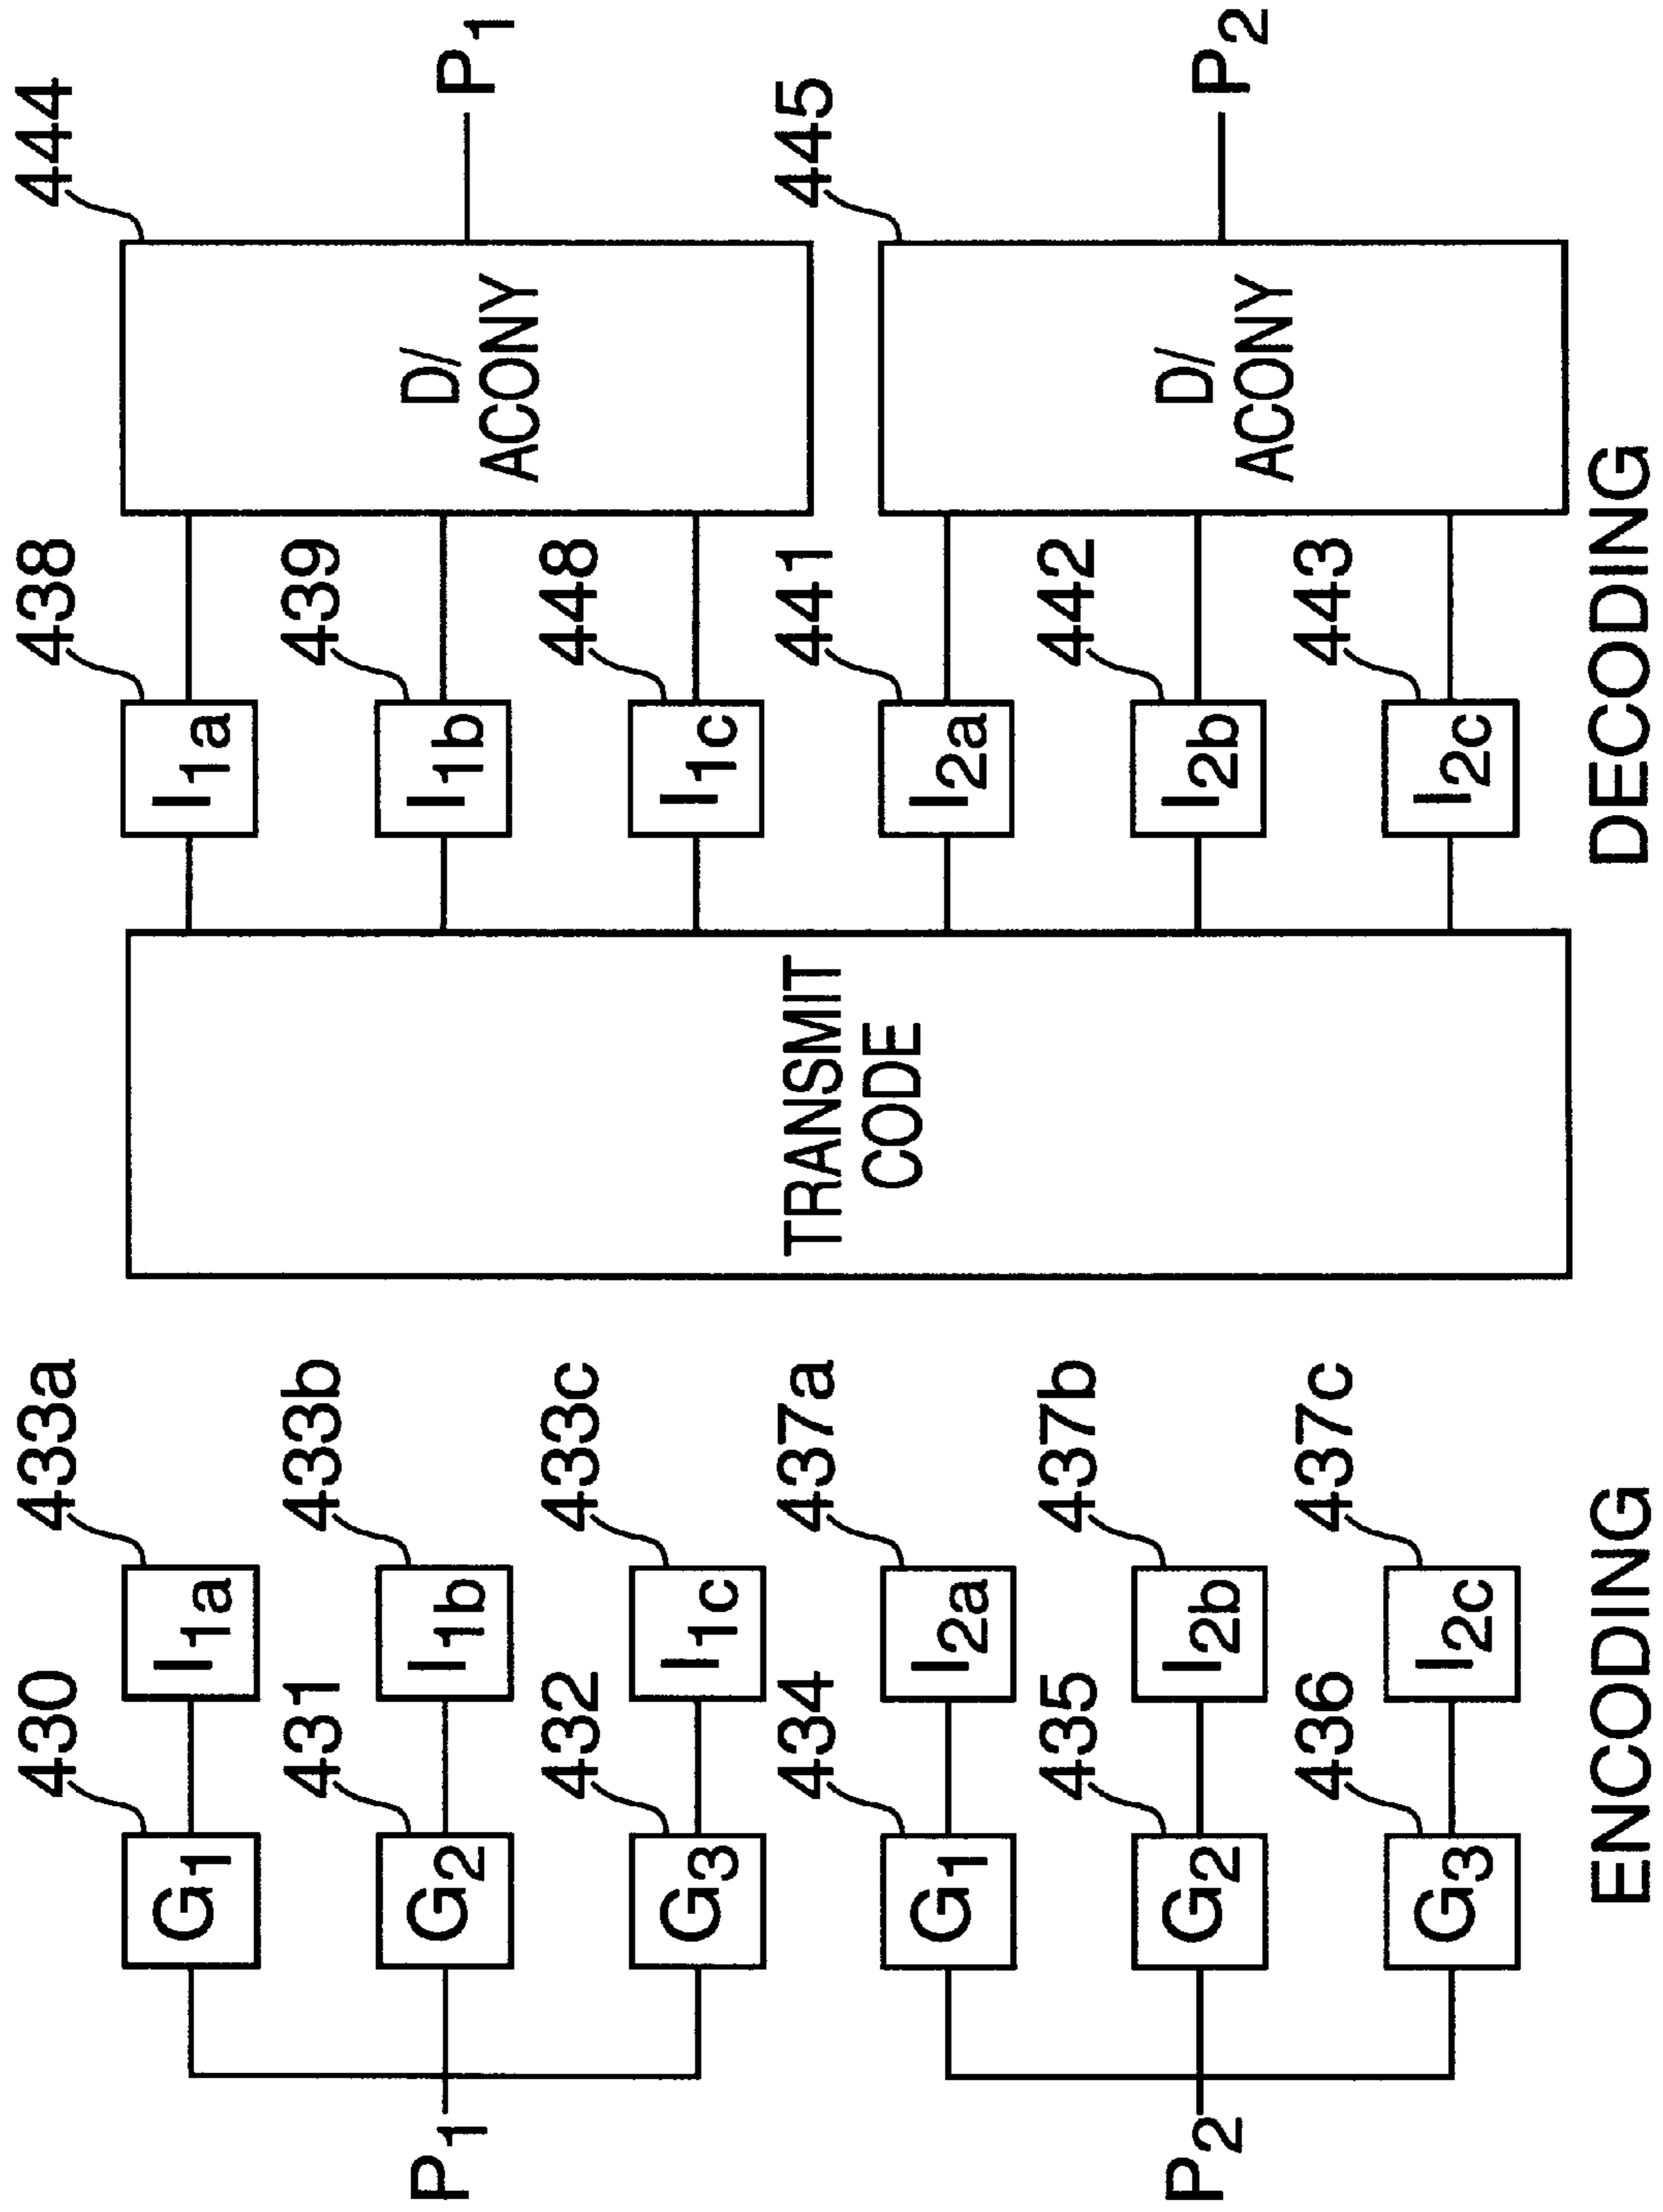 430
433a
438
444
G1
I1a
I1a
431
433b
439
P1
G2
I1b
I1b
D/
ACONY
P1
432
433c
448
G3
I1c
I1c
TRANSMIT
CODE
434
437a
441
445
G1
I2a
I2a
435
437b
442
P2
G2
I2b
I2b
D/
ACONY
P2
436
437c
443
G3
I2c
I2c
ENCODING
DECODING